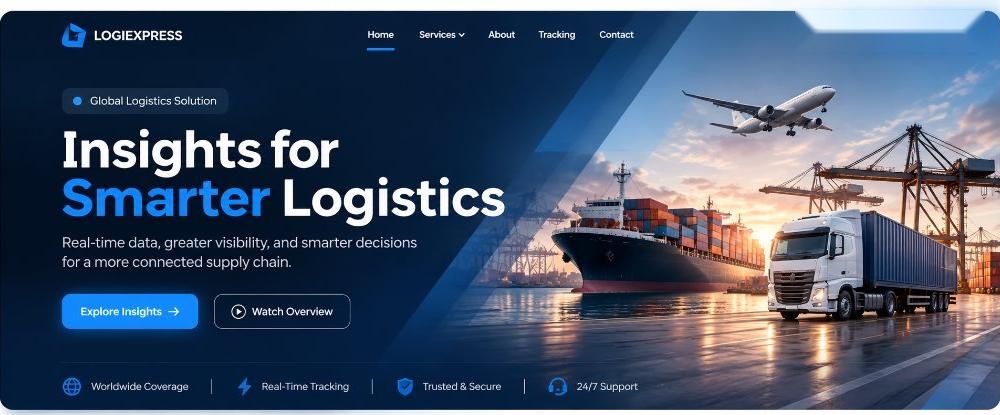 LOGIEXPRESS
Home Services About Tracking Contact
Global Logistics Solution
Insights for
Smarter Logistics
Real-time data, greater visibility, and smarter decisions
for a more connected supply chain.
Explore Insights → Watch Overview
Worldwide Coverage Real-Time Tracking Trusted & Secure 24/7 Support